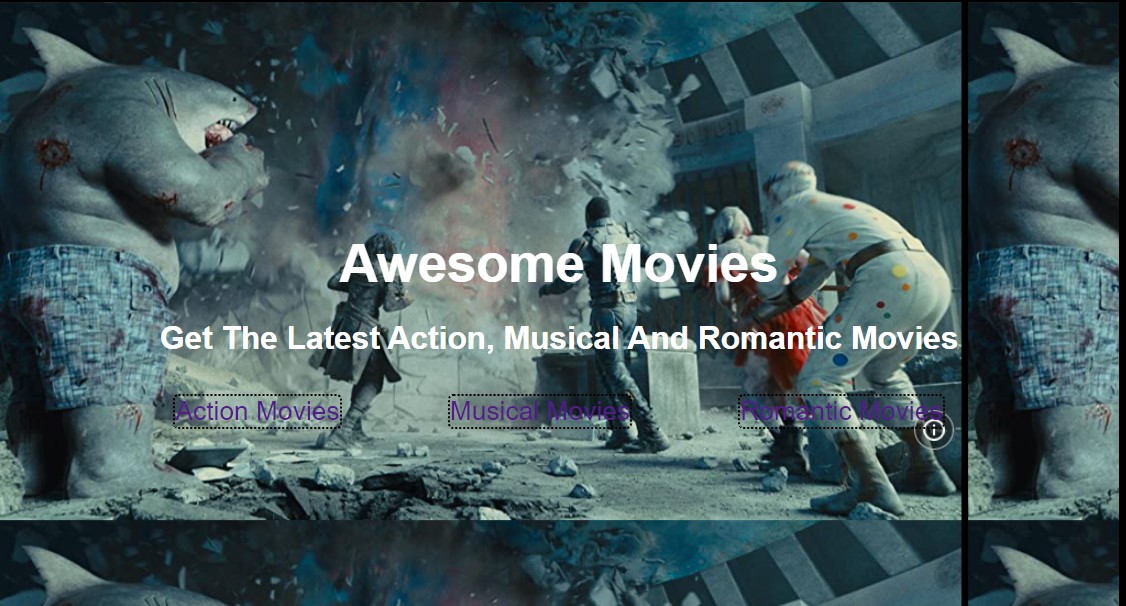 Awesome Movies
Get The Latest Action, Musical And Romantic Movies
Action Movies Musical Movies Romantic Movies